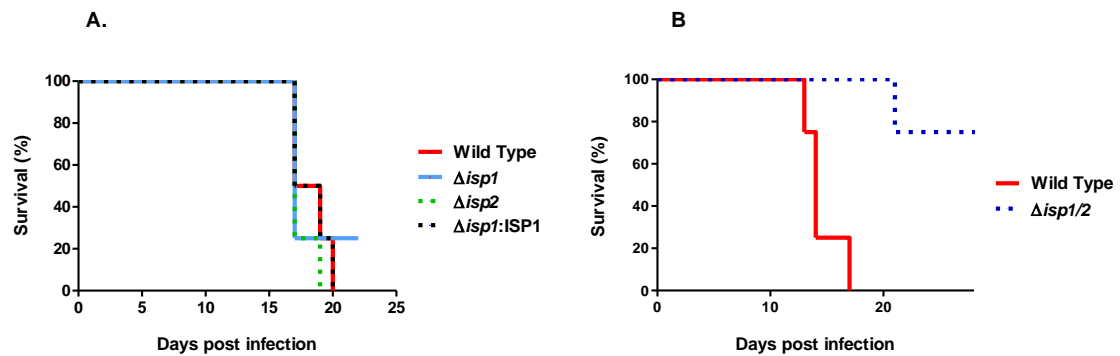 A.
Survival (%)
100
80
60
40
20
0
0 5 10 15 20 25
Days post infection
Wild Type
Δisp1
Δisp2
Δisp1:ISP1
B
Survival (%)
100
80
60
40
20
0
0 10 20
Days post infection
Wild Type
Δisp1/2